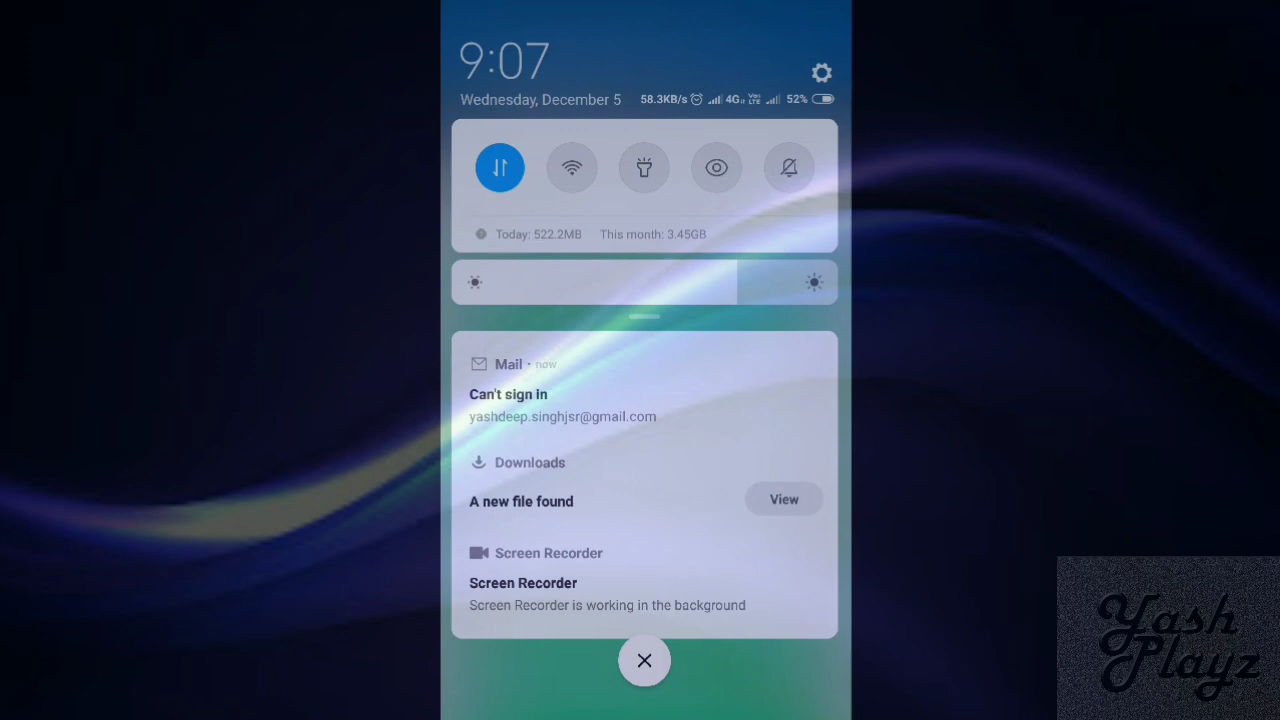 9:07
Wednesday, December 5
58.3KB/s 4G VoLTE 52%
Today: 522.2MB This month: 3.45GB
Mail · now
Can't sign in
yashdeep.singhjsr@gmail.com
Downloads
A new file found
View
Screen Recorder
Screen Recorder
Screen Recorder is working in the background
Yash
Playz